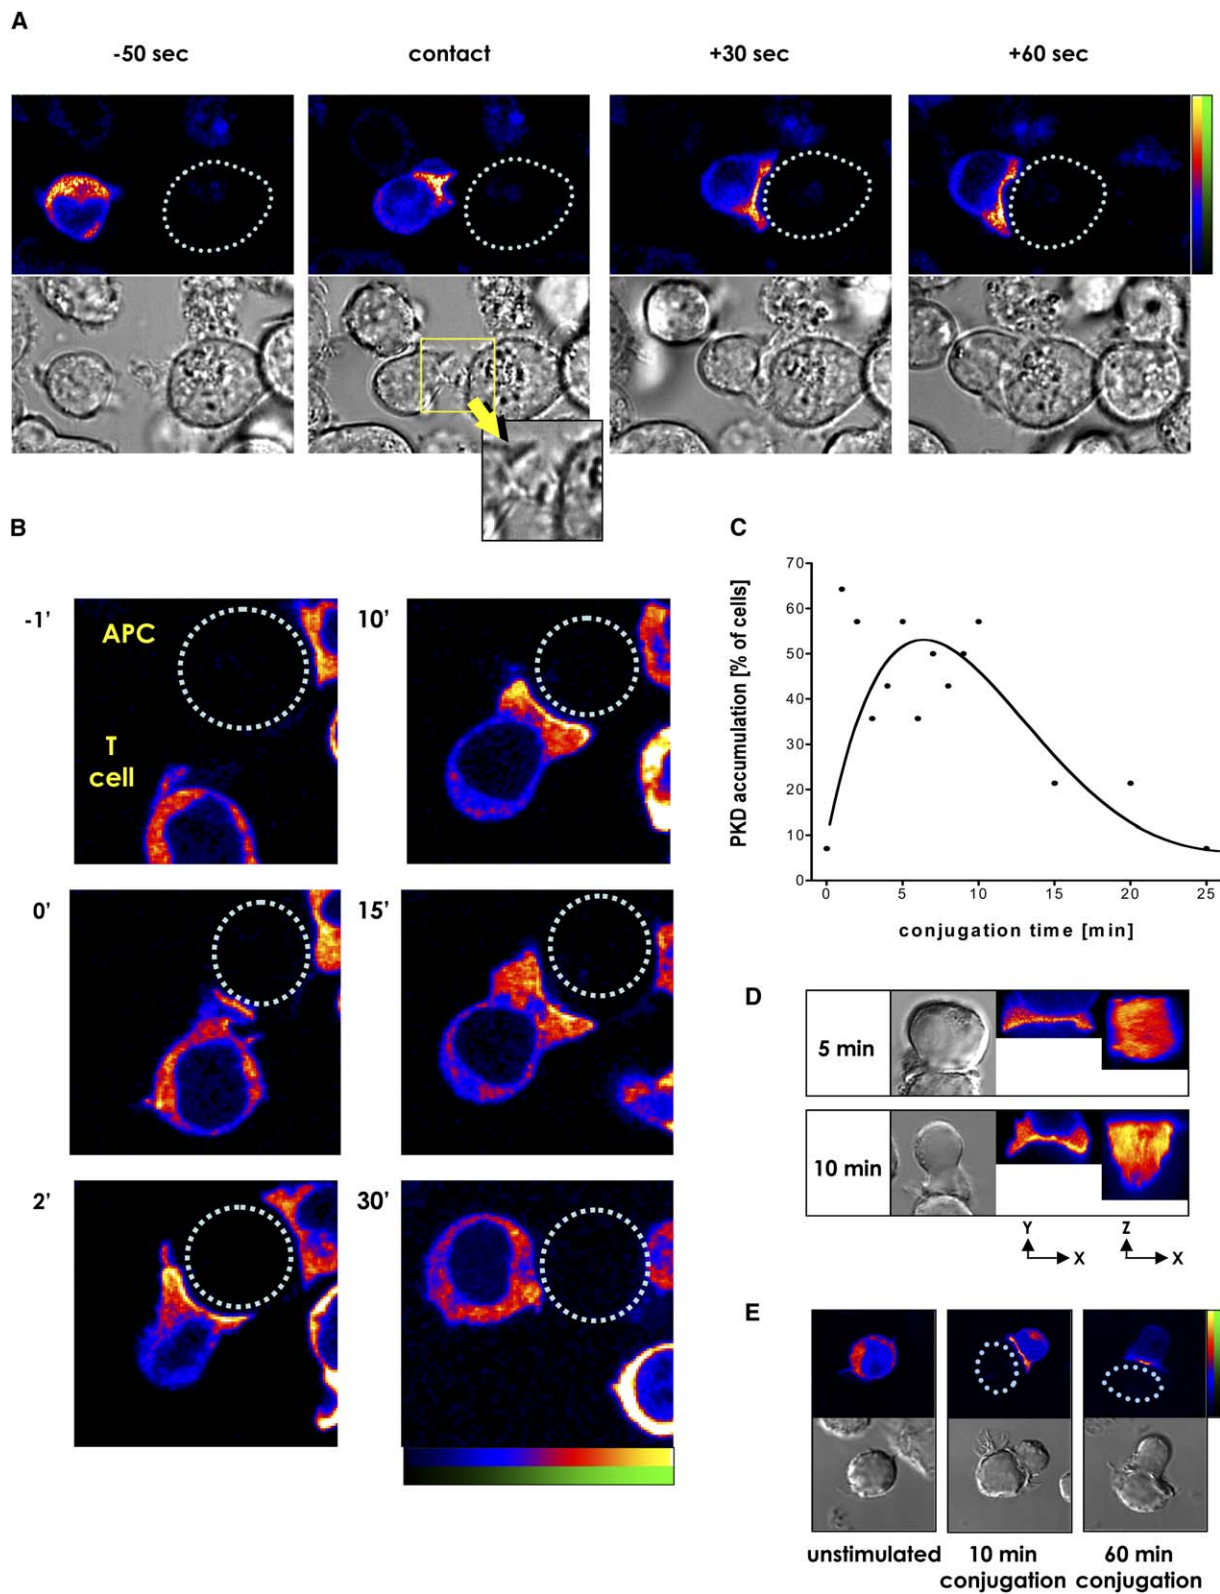 A
-50 sec
contact
+30 sec
+60 sec
B
-1'
APC
T
cell
10'
0'
15'
2'
30'
C
PKD accumulation [% of cells]
70
60
50
40
30
20
10
0
0 5 10 15 20 25
conjugation time [min]
D
5 min
10 min
Y
X
Z
X
E
unstimulated
10 min
conjugation
60 min
conjugation